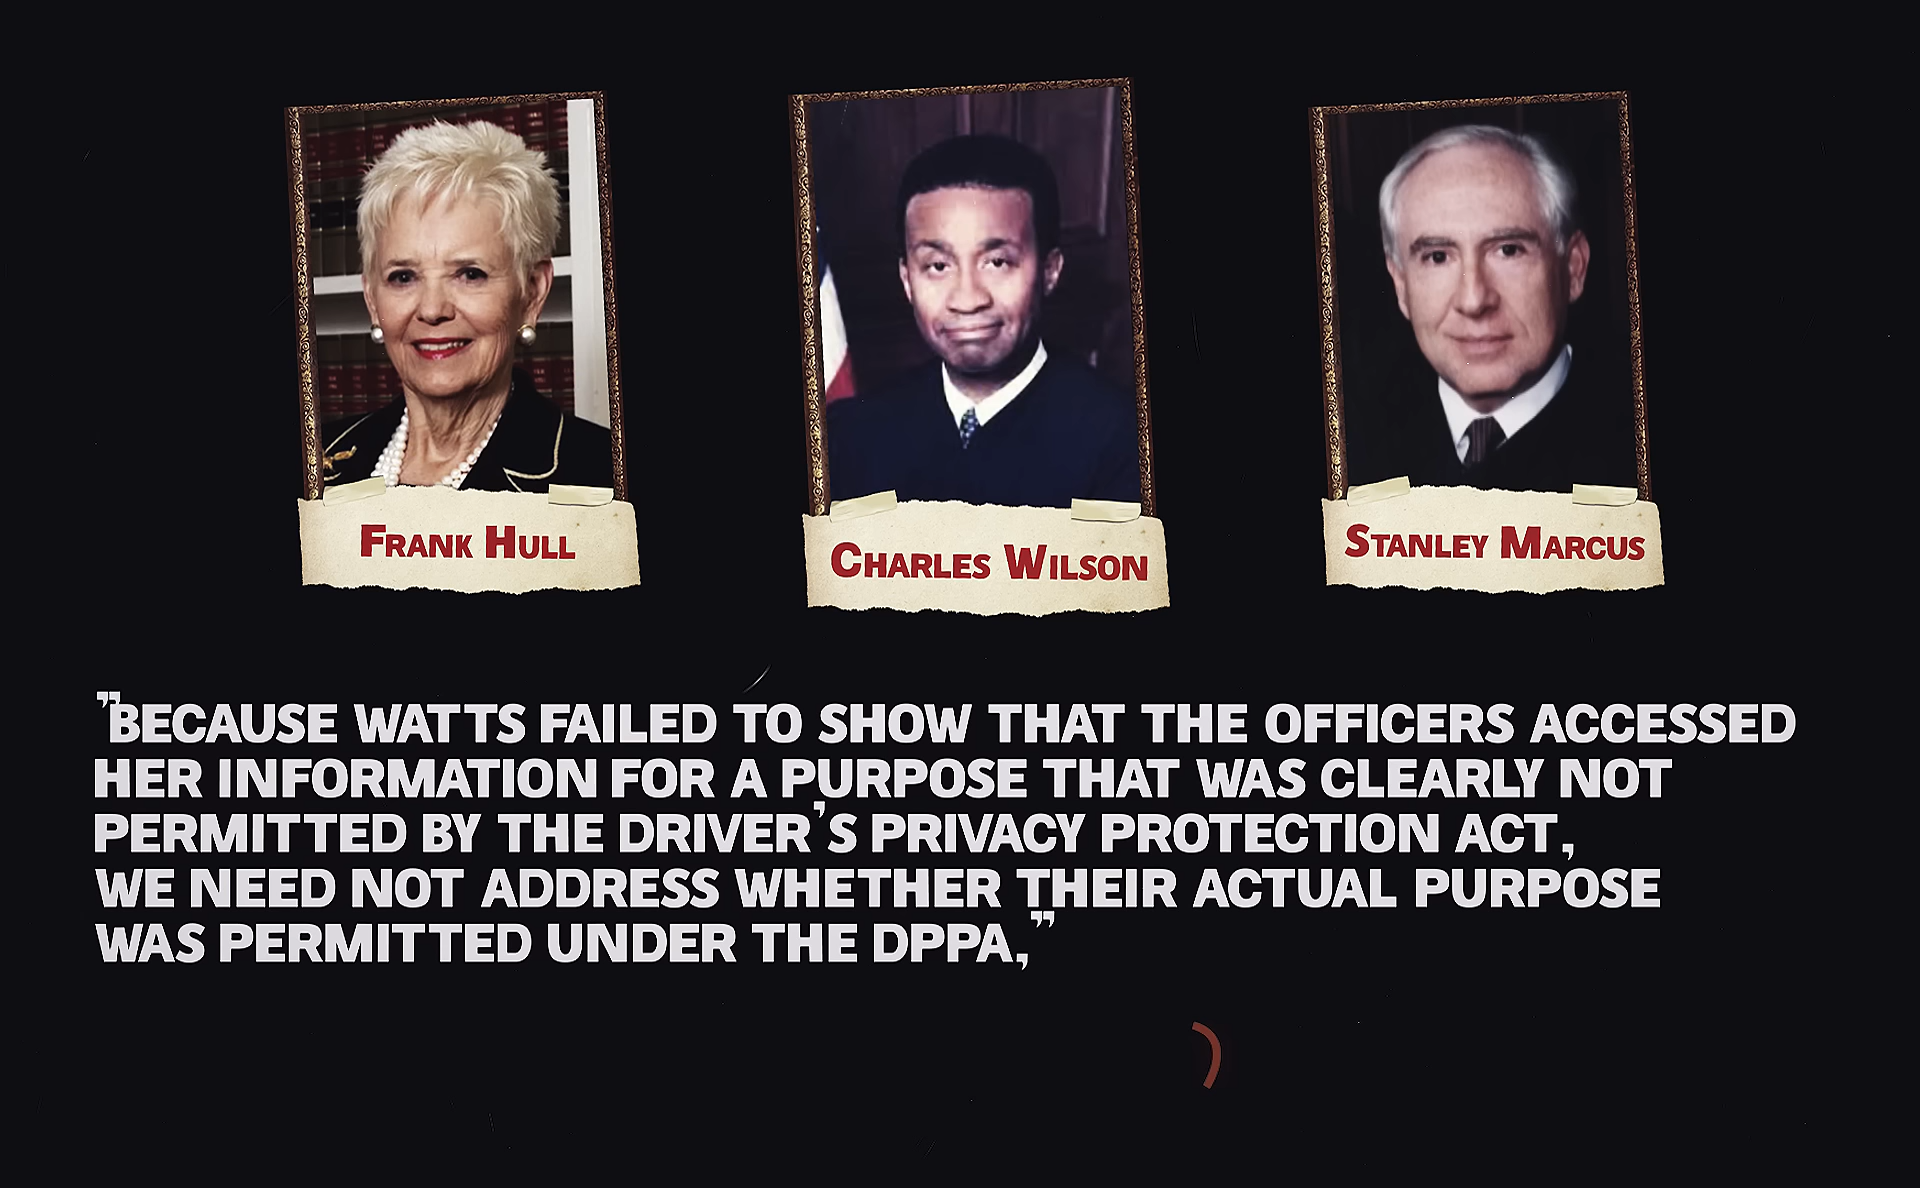 Frank Hull
Charles Wilson
Stanley Marcus
”BECAUSE WATTS FAILED TO SHOW THAT THE OFFICERS ACCESSED
HER INFORMATION FOR A PURPOSE THAT WAS CLEARLY NOT
PERMITTED BY THE DRIVER’S PRIVACY PROTECTION ACT,
WE NEED NOT ADDRESS WHETHER THEIR ACTUAL PURPOSE
WAS PERMITTED UNDER THE DPPA,”